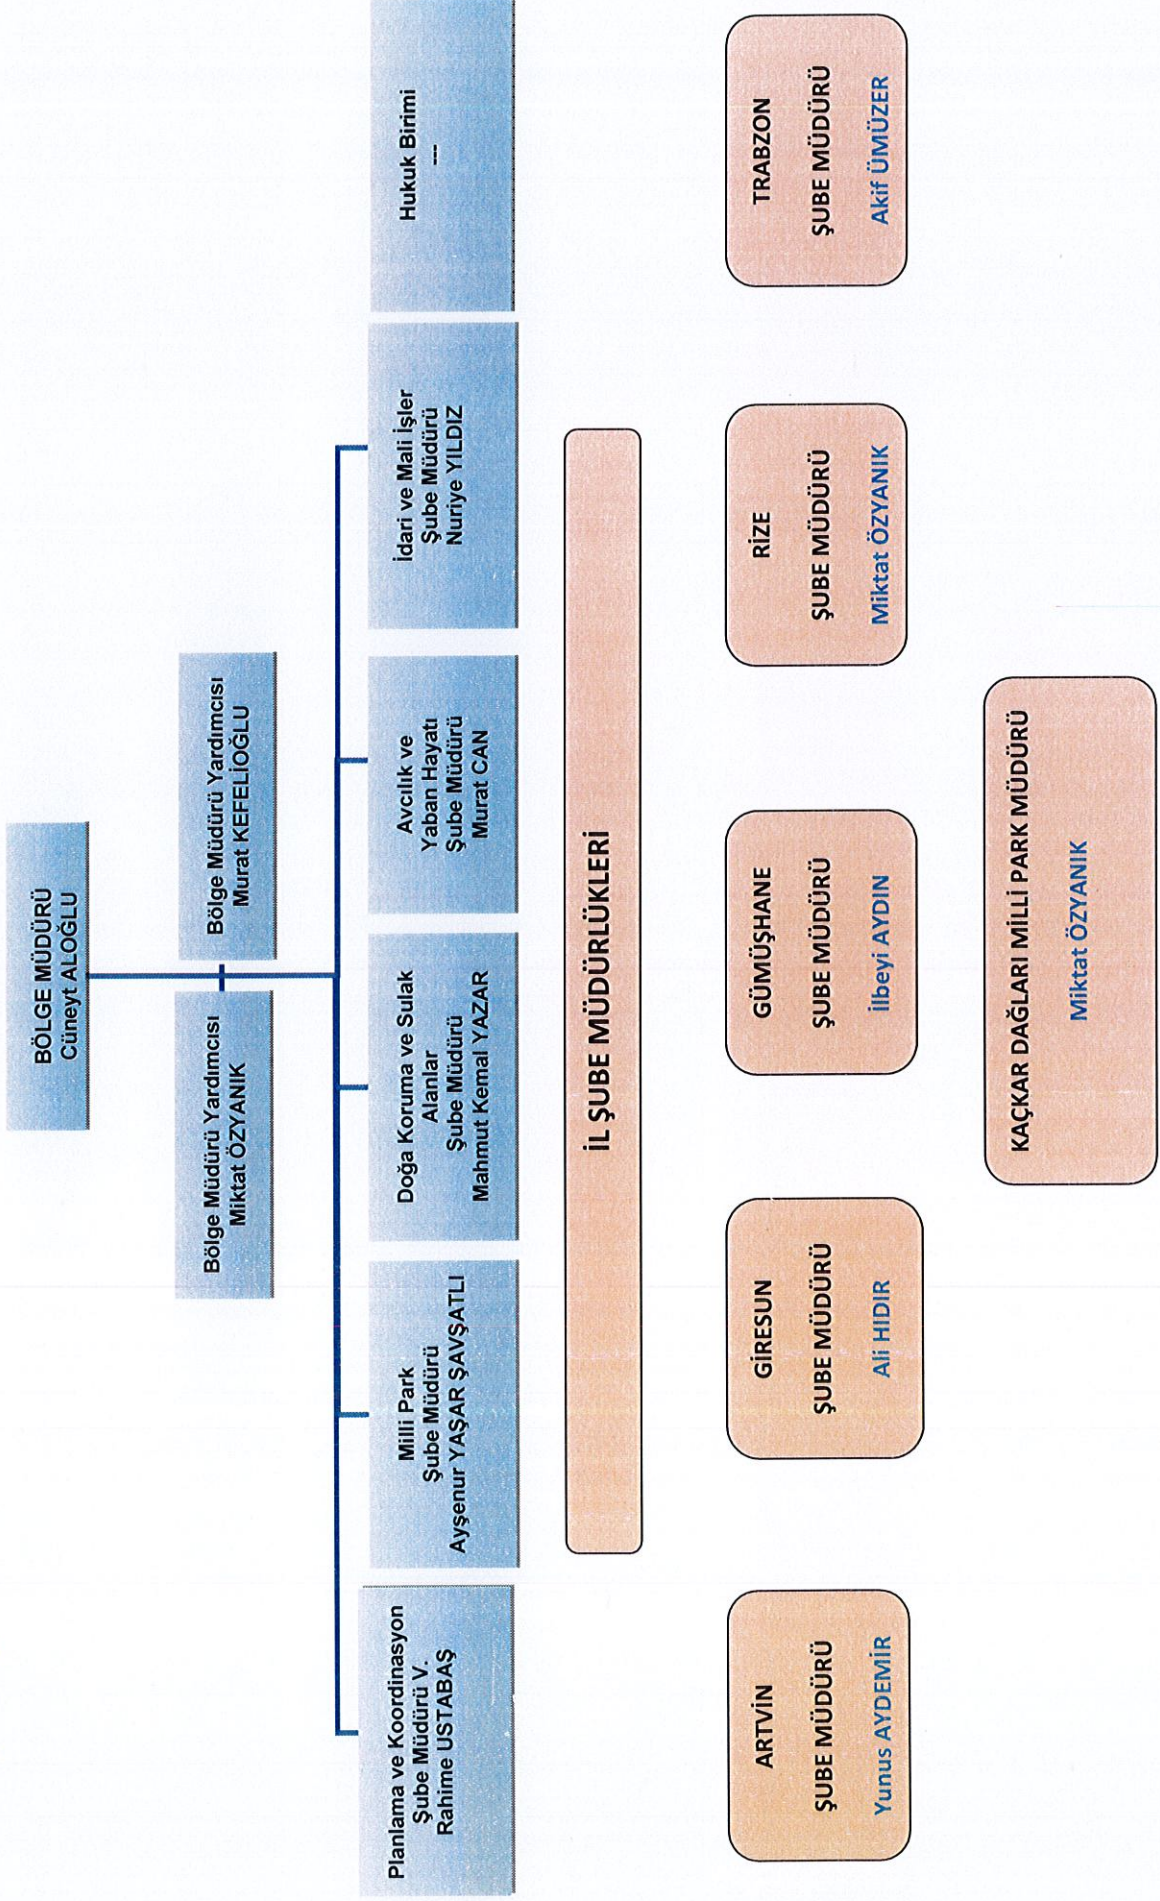 BÖLGE MÜDÜRÜ
Cüneyt ALOĞLU
Bölge Müdürü Yardımcısı
Miktat ÖZYANIK
Bölge Müdürü Yardımcısı
Murat KEFELİOĞLU
Planlama ve Koordinasyon
Şube Müdürü V.
Rahime USTABAŞ
Milli Park
Şube Müdürü
Ayşenur YAŞAR ŞAVŞATLI
Doğa Koruma ve Sulak
Alanlar
Şube Müdürü
Mahmut Kemal YAZAR
Avcılık ve
Yaban Hayatı
Şube Müdürü
Murat CAN
İdari ve Mali İşler
Şube Müdürü
Nuriye YILDIZ
Hukuk Birimi
---
İL ŞUBE MÜDÜRLÜKLERİ
ARTVİN
ŞUBE MÜDÜRÜ
Yunus AYDEMİR
GİRESUN
ŞUBE MÜDÜRÜ
Ali HIDIR
GÜMÜŞHANE
ŞUBE MÜDÜRÜ
İlbeyi AYDIN
RİZE
ŞUBE MÜDÜRÜ
Miktat ÖZYANIK
TRABZON
ŞUBE MÜDÜRÜ
Akif ÜMÜZER
KAÇKAR DAĞLARI MİLLİ PARK MÜDÜRÜ
Miktat ÖZYANIK